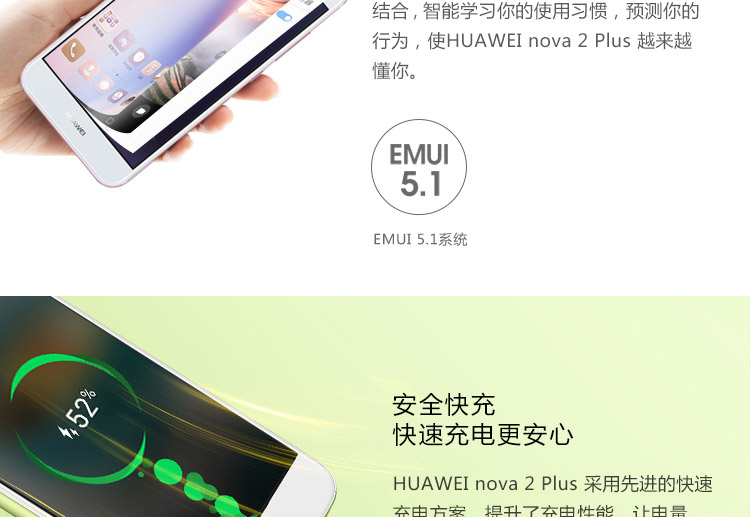 结合，智能学习你的使用习惯，预测你的
行为，使HUAWEI nova 2 Plus 越来越
懂你。
HUAWEI
EMUI
5.1
EMUI 5.1系统
52%
安全快充
快速充电更安心
HUAWEI nova 2 Plus 采用先进的快速
充电方案，提升了充电性能，让电量